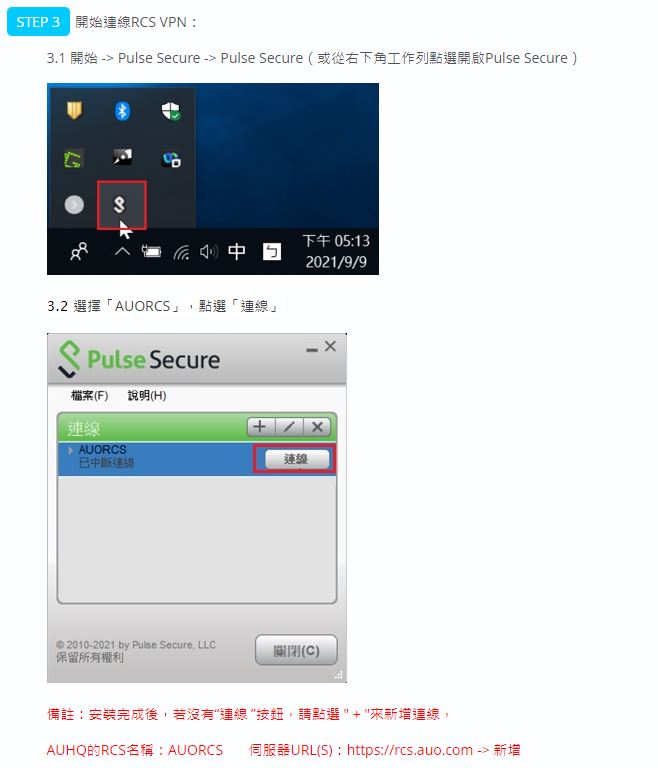 STEP 3 開始連線RCS VPN：
3.1 開始 -> Pulse Secure -> Pulse Secure（或從右下角工作列點選開啟Pulse Secure）
中
ㄅ
下午 05:13
2021/9/9
3.2 選擇「AUORCS」，點選「連線」
Pulse Secure
檔案(F) 說明(H)
連線
AUORCS
已中斷連線
連線
© 2010-2021 by Pulse Secure, LLC
保留所有權利
關閉(C)
備註：安裝完成後，若沒有“連線 ”按鈕，請點選 " + "來新增連線，
AUHQ的RCS名稱：AUORCS 伺服器URL(S)：https://rcs.auo.com -> 新增